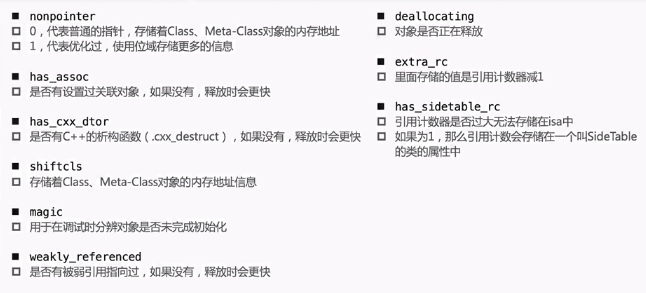 nonpointer
0，代表普通的指针，存储着Class、Meta-Class对象的内存地址
1，代表优化过，使用位域存储更多的信息
has_assoc
是否有设置过关联对象，如果没有，释放时会更快
has_cxx_dtor
是否有C++的析构函数（.cxx_destruct），如果没有，释放时会更快
shiftcls
存储着Class、Meta-Class对象的内存地址信息
magic
用于在调试时分辨对象是否未完成初始化
weakly_referenced
是否有被弱引用指向过，如果没有，释放时会更快
deallocating
对象是否正在释放
extra_rc
里面存储的值是引用计数器减1
has_sidetable_rc
引用计数器是否过大无法存储在isa中
如果为1，那么引用计数会存储在一个叫SideTable
的类的属性中